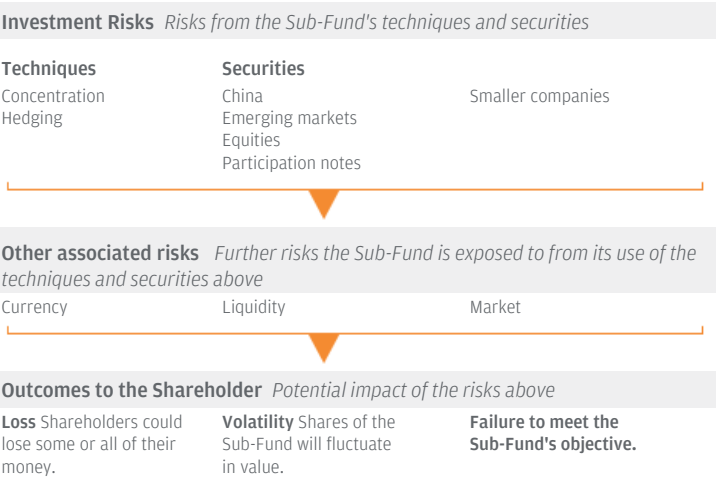 Investment Risks Risks from the Sub-Fund's techniques and securities
Techniques
Concentration
Hedging
Securities
China
Emerging markets
Equities
Participation notes
Smaller companies
Other associated risks Further risks the Sub-Fund is exposed to from its use of the
techniques and securities above
Currency
Liquidity
Market
Outcomes to the Shareholder Potential impact of the risks above
Loss Shareholders could
lose some or all of their
money.
Volatility Shares of the
Sub-Fund will fluctuate
in value.
Failure to meet the
Sub-Fund's objective.